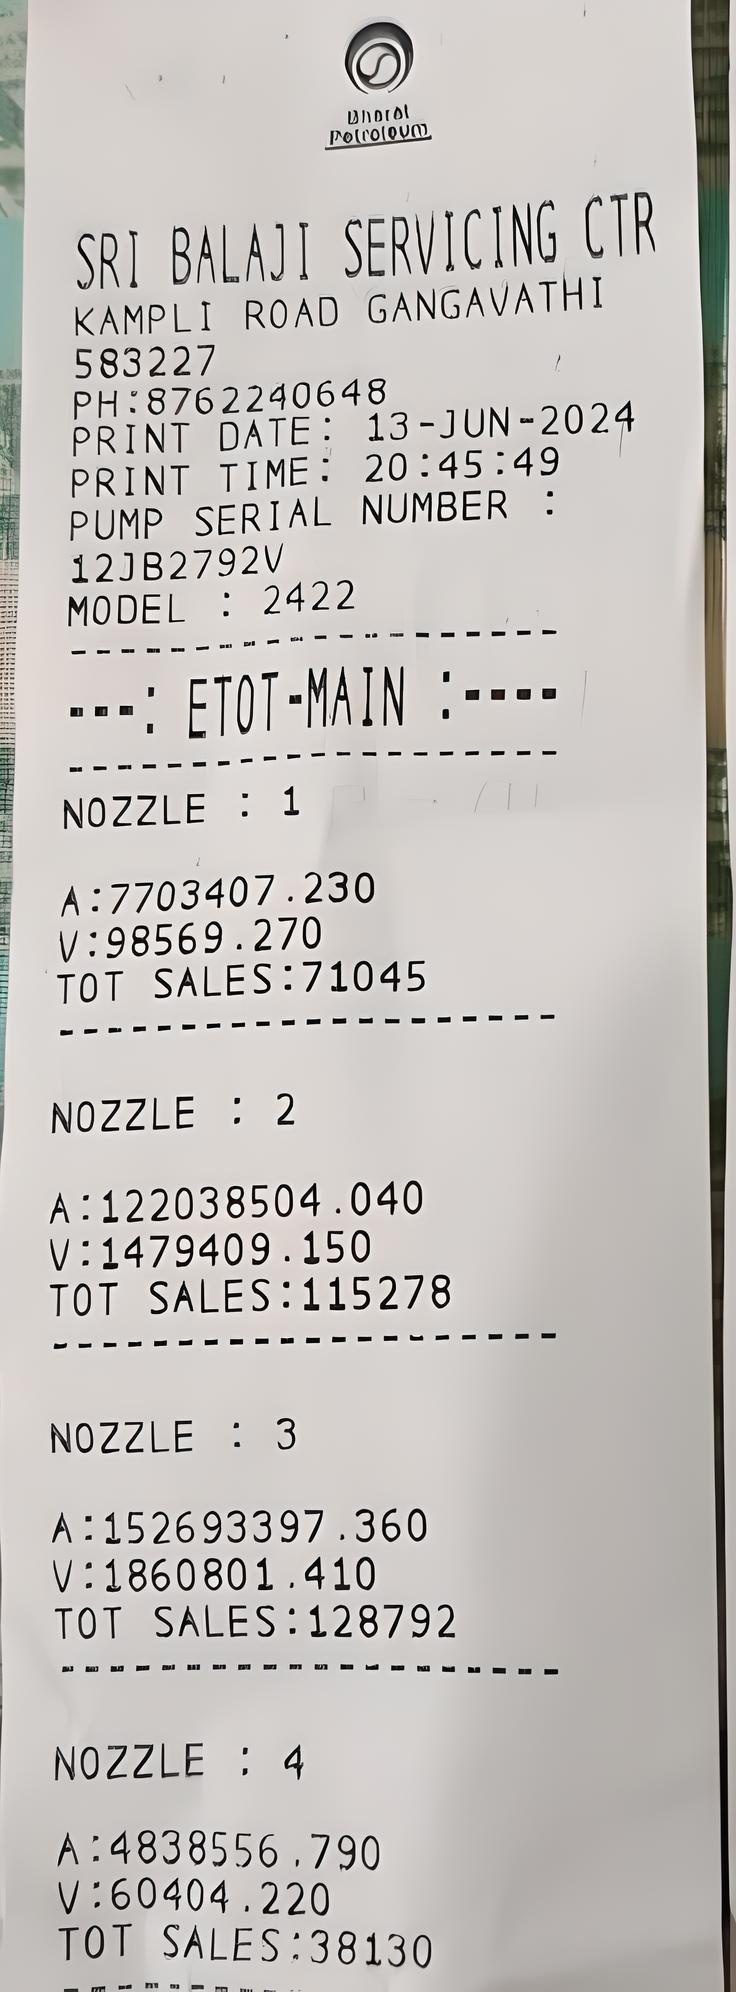 Bharat
Petroleum
SRI BALAJI SERVICING CTR
KAMPLI ROAD GANGAVATHI
583227
PH:8762240648
PRINT DATE: 13-JUN-2024
PRINT TIME: 20:45:49
PUMP SERIAL NUMBER :
12JB2792V
MODEL : 2422
--------------------
---: ETOT-MAIN :----
--------------------
NOZZLE : 1
A:7703407.230
V:98569.270
TOT SALES:71045
--------------------
NOZZLE : 2
A:122038504.040
V:1479409.150
TOT SALES:115278
--------------------
NOZZLE : 3
A:152693397.360
V:1860801.410
TOT SALES:128792
--------------------
NOZZLE : 4
A:4838556.790
V:60404.220
TOT SALES:38130
--------------------